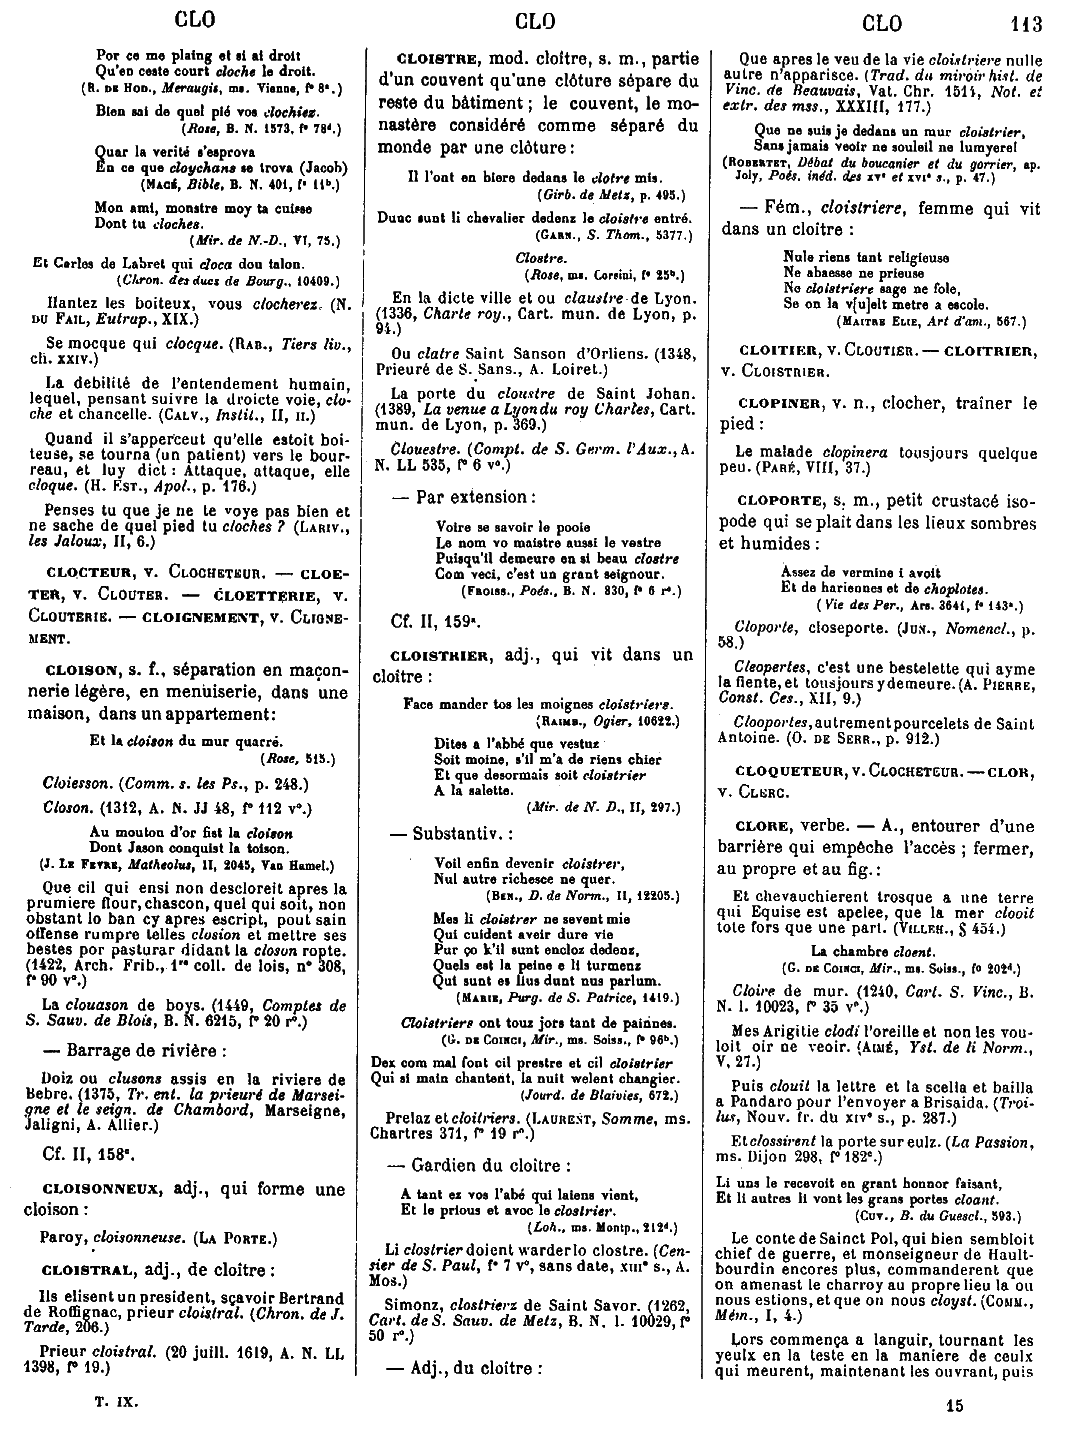 CLO
CLO
CLO 113
Por ce me plaing et si ai droit
Qu'en ceste court cloche le droit.
(R. DE HOD., Meraugis, ms. Vienne, f° 8ª.)
Bien sai de quel pié vos clochiez.
(Rose, B. N. 1573, f° 78ᵈ.)
Quar la verité s'esprova
En ce que cloychans se trova (Jacob)
(MACÉ, Bible, B. N. 401, f° 11ᵇ.)
Mon ami, monstre moy ta cuisse
Dont tu cloches.
(Mir. de N.-D., VI, 75.)
Et Carles de Labret qui cloca dou talon.
(Chron. des ducs de Bourg., 10409.)
Hantez les boiteux, vous clocherez. (N.
DU FAIL, Eutrap., XIX.)
Se mocque qui clocque. (RAB., Tiers liv.,
ch. XXIV.)
La debilité de l'entendement humain,
lequel, pensant suivre la droicte voie, clo-
che et chancelle. (CALV., Instit., II, II.)
Quand il s'apperceut qu'elle estoit boi-
teuse, se tourna (un patient) vers le bour-
reau, et luy dict : Attaque, attaque, elle
cloque. (H. EST., Apol., p. 176.)
Penses tu que je ne te voye pas bien et
ne sache de quel pied tu cloches ? (LARIV.,
les Jaloux, II, 6.)
CLOCTEUR, V. CLOCHETEUR. — CLOE-
TER, V. CLOUTER. — CLOETTERIE, V.
CLOUTERIE. — CLOIGNEMENT, V. CLIGNE-
MENT.
CLOISON, s. f., séparation en maçon-
nerie légère, en menuiserie, dans une
maison, dans un appartement :
Et la cloison du mur quarré.
(Rose, 515.)
Cloiesson. (Comm. s. les Ps., p. 248.)
Closon. (1312, A. N. JJ 48, f° 112 v°.)
Au mouton d'or fist la cloison
Dont Jason conquist la toison.
(J. LE FEVRE, Matheolus, II, 2045, Van Hamel.)
Que cil qui ensi non descloreit apres la
prumiere flour, chascon, quel qui soit, non
obstant lo ban cy apres escript, pout sain
offense rumpre telles closion et mettre ses
bestes por pasturar didant la closun ropte.
(1422, Arch. Frib., 1ʳᵉ coll. de lois, n° 308,
f° 90 v°.)
La clouason de boys. (1449, Comptes de
S. Sauv. de Blois, B. N. 6215, f° 20 r°.)
— Barrage de rivière :
Doiz ou clusons assis en la riviere de
Bebre. (1375, Tr. ent. la prieuré de Marsei-
gne et le seign. de Chambord, Marseigne,
Jaligni, A. Allier.)
Cf. II, 158ᵃ.
CLOISONNEUX, adj., qui forme une
cloison :
Paroy, cloisonneuse. (LA PORTE.)
CLOISTRAL, adj., de cloître :
Ils elisent un president, sçavoir Bertrand
de Roffignac, prieur cloistral. (Chron. de J.
Tarde, 206.)
Prieur cloistral. (20 juill. 1619, A. N. LL
1398, f° 19.)
T. IX.
CLOISTRE, mod. cloître, s. m., partie
d'un couvent qu'une clôture sépare du
reste du bâtiment ; le couvent, le mo-
nastère considéré comme séparé du
monde par une clôture :
Il l'ont en biere dedans le clotre mis.
(Girb. de Metz, p. 495.)
Dunc sunt li chevalier dedenz le cloistre entré.
(GARN., S. Thom., 5377.)
Clostre.
(Rose, ms. Corsini, f° 25ᵇ.)
En la dicte ville et ou claustre de Lyon.
(1336, Charte roy., Cart. mun. de Lyon, p.
94.)
Ou clatre Saint Sanson d'Orliens. (1348,
Prieuré de S. Sans., A. Loiret.)
La porte du cloustre de Saint Johan.
(1389, La venue a Lyon du roy Charles, Cart.
mun. de Lyon, p. 369.)
Clouestre. (Compt. de S. Germ. l'Aux., A.
N. LL 535, f° 6 v°.)
— Par extension :
Voire se savoir le pooie
Le nom vo maistre aussi le vestre
Puisqu'il demeure en si beau clostre
Com veci, c'est un grant seignour.
(FROISS., Poés., B. N. 830, f° 6 r°.)
Cf. II, 159ᵃ.
CLOISTRIER, adj., qui vit dans un
cloître :
Face mander tos les moignes cloistriers.
(RAIMB., Ogier, 10622.)
Dites a l'abbé que vestuz
Soit moine, s'il m'a de riens chier
Et que desormais soit cloistrier
A la salette.
(Mir. de N. D., II, 297.)
— Substantiv. :
Voil enfin devenir cloistrer,
Nul autre richesce ne quer.
(BEN., D. de Norm., II, 12205.)
Mes li cloistrer ne sevent mie
Qui cuident aveir dure vie
Pur ço k'il sunt encloz dedenz,
Quels est la peine e li turmenz
Qui sunt es lius dunt nus parlum.
(MARIE, Purg. de S. Patrice, 1419.)
Cloistriers ont touz jors tant de painnes.
(G. DE COINCI, Mir., ms. Soiss., f° 96ᵇ.)
Dex com mal font cil prestre et cil cloistrier
Qui si main chantent, la nuit welent changier.
(Jourd. de Blaivies, 672.)
Prelaz et cloitriers. (LAURENT, Somme, ms.
Chartres 371, f° 19 r°.)
— Gardien du cloître :
A tant ez vos l'abé qui laiens vient,
Et le prious et avoc le clostrier.
(Loh., ms. Montp., 212ᵈ.)
Li clostrier doient warder lo clostre. (Cen-
sier de S. Paul, f° 7 v°, sans date, XIIIᵉ s., A.
Mos.)
Simonz, clostrierz de Saint Savor. (1262,
Cart. de S. Sauv. de Metz, B. N. l. 10029, f°
50 r°.)
— Adj., du cloître :
Que apres le veu de la vie cloistriere nulle
autre n'apparisce. (Trad. du miroir hist. de
Vinc. de Beauvais, Vat. Chr. 1514, Not. et
extr. des mss., XXXIII, 177.)
Que ne suis je dedans un mur cloistrier,
Sans jamais veoir ne souleil ne lumyere!
(ROBERTET, Débat du boucanier et du gorrier, ap.
Joly, Poés. inéd. des XVᵉ et XVIᵉ s., p. 47.)
— Fém., cloistriere, femme qui vit
dans un cloître :
Nule riens tant religieuse
Ne abaesse ne prieuse
Ne cloistriere sage ne fole,
Se on la v[u]elt metre a escole.
(MAITRE ELIE, Art d'am., 567.)
CLOITIER, V. CLOUTIER. — CLOITRIER,
V. CLOISTRIER.
CLOPINER, v. n., clocher, traîner le
pied :
Le malade clopinera tousjours quelque
peu. (PARÉ, VIII, 37.)
CLOPORTE, s. m., petit crustacé iso-
pode qui se plait dans les lieux sombres
et humides :
Assez de vermine i avoit
Et de hariennes et de choplotes.
(Vie des Per., Ars. 3641, f° 143ᵃ.)
Cloporte, closeporte. (JUN., Nomencl., p.
58.)
Cleopertes, c'est une bestelette qui ayme
la fiente, et tousjours y demeure. (A. PIERRE,
Const. Ces., XII, 9.)
Clooportes, autrement pourcelets de Saint
Antoine. (O. DE SERR., p. 912.)
CLOQUETEUR, V. CLOCHETEUR. — CLOR,
V. CLERC.
CLORE, verbe. — A., entourer d'une
barrière qui empêche l'accès ; fermer,
au propre et au fig. :
Et chevauchierent trosque a une terre
qui Equise est apelee, que la mer clooit
tote fors que une part. (VILLEH., § 454.)
La chambre cloent.
(G. DE COINCI, Mir., ms. Soiss., f° 202ᵈ.)
Cloire de mur. (1240, Cart. S. Vinc., B.
N. l. 10023, f° 35 v°.)
Mes Arigitie clodi l'oreille et non les vou-
loit oir ne veoir. (AIMÉ, Yst. de li Norm.,
V, 27.)
Puis clouit la lettre et la scella et bailla
a Pandaro pour l'envoyer a Brisaida. (Troi-
lus, Nouv. fr. du XIVᵉ s., p. 287.)
Et clossirent la porte sur eulz. (La Passion,
ms. Dijon 298, f° 182ᶜ.)
Li uns le recevoit en grant honnor faisant,
Et li autres li vont les grans portes cloant.
(CUV., B. du Guescl., 593.)
Le conte de Sainct Pol, qui bien sembloit
chief de guerre, et monseigneur de Hault-
bourdin encores plus, commanderent que
on amenast le charroy au propre lieu la ou
nous estions, et que on nous cloyst. (COMM.,
Mém., I, 4.)
Lors commença a languir, tournant les
yeulx en la teste en la maniere de ceulx
qui meurent, maintenant les ouvrant, puis
15